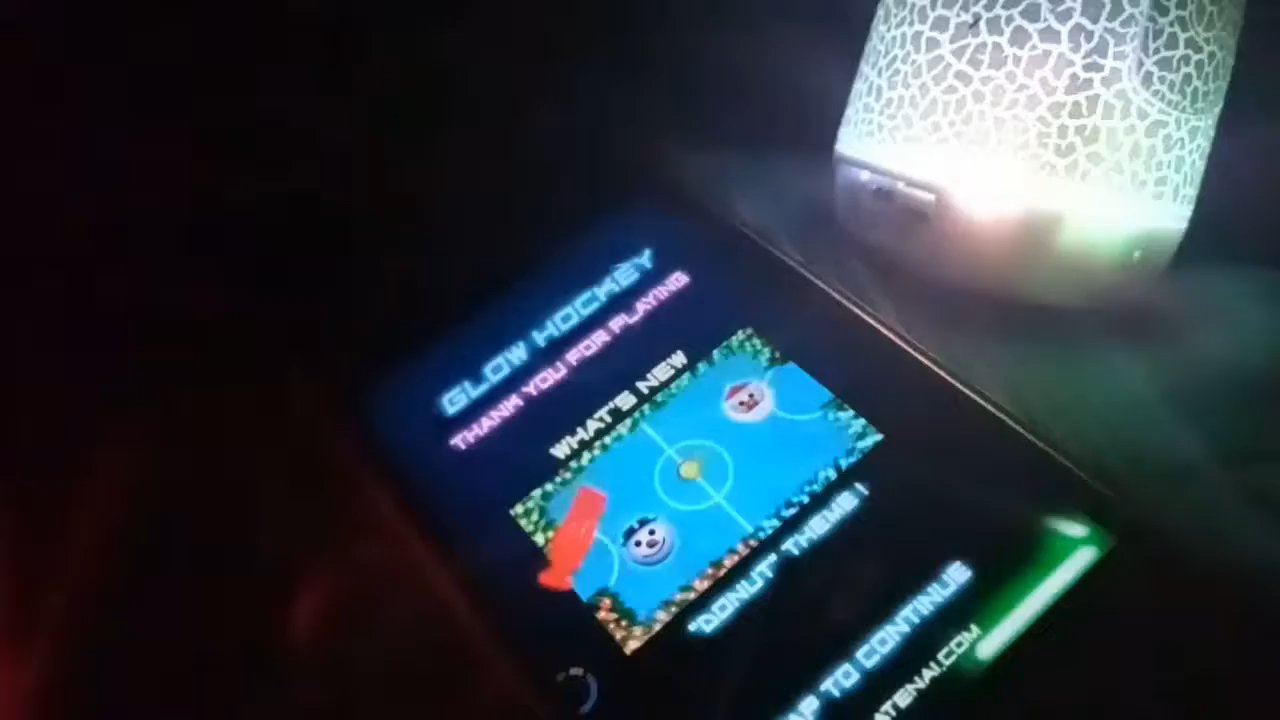 GLOW HOCKEY
THANK YOU FOR PLAYING
WHAT'S NEW
"DONUT" THEME !
TO CONTINUE